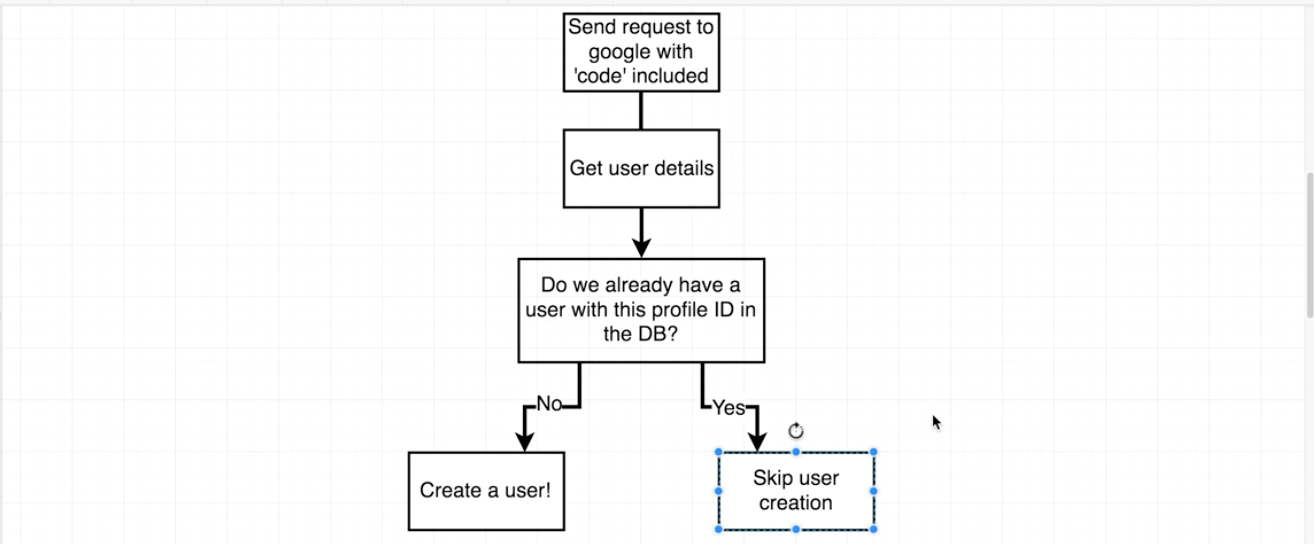 Send request to
google with
'code' included
Get user details
Do we already have a
user with this profile ID in
the DB?
No
Yes
Create a user!
Skip user
creation